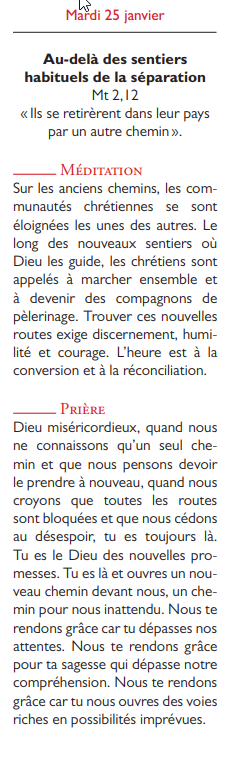 Mardi 25 janvier
Au-delà des sentiers
habituels de la séparation
Mt 2,12
« Ils se retirèrent dans leur pays
par un autre chemin ».
Méditation
Sur les anciens chemins, les com-
munautés chrétiennes se sont
éloignées les unes des autres. Le
long des nouveaux sentiers où
Dieu les guide, les chrétiens sont
appelés à marcher ensemble et
à devenir des compagnons de
pèlerinage. Trouver ces nouvelles
routes exige discernement, humi-
lité et courage. L’heure est à la
conversion et à la réconciliation.
Prière
Dieu miséricordieux, quand nous
ne connaissons qu’un seul che-
min et que nous pensons devoir
le prendre à nouveau, quand nous
croyons que toutes les routes
sont bloquées et que nous cédons
au désespoir, tu es toujours là.
Tu es le Dieu des nouvelles pro-
messes. Tu es là et ouvres un nou-
veau chemin devant nous, un che-
min pour nous inattendu. Nous te
rendons grâce car tu dépasses nos
attentes. Nous te rendons grâce
pour ta sagesse qui dépasse notre
compréhension. Nous te rendons
grâce car tu nous ouvres des voies
riches en possibilités imprévues.